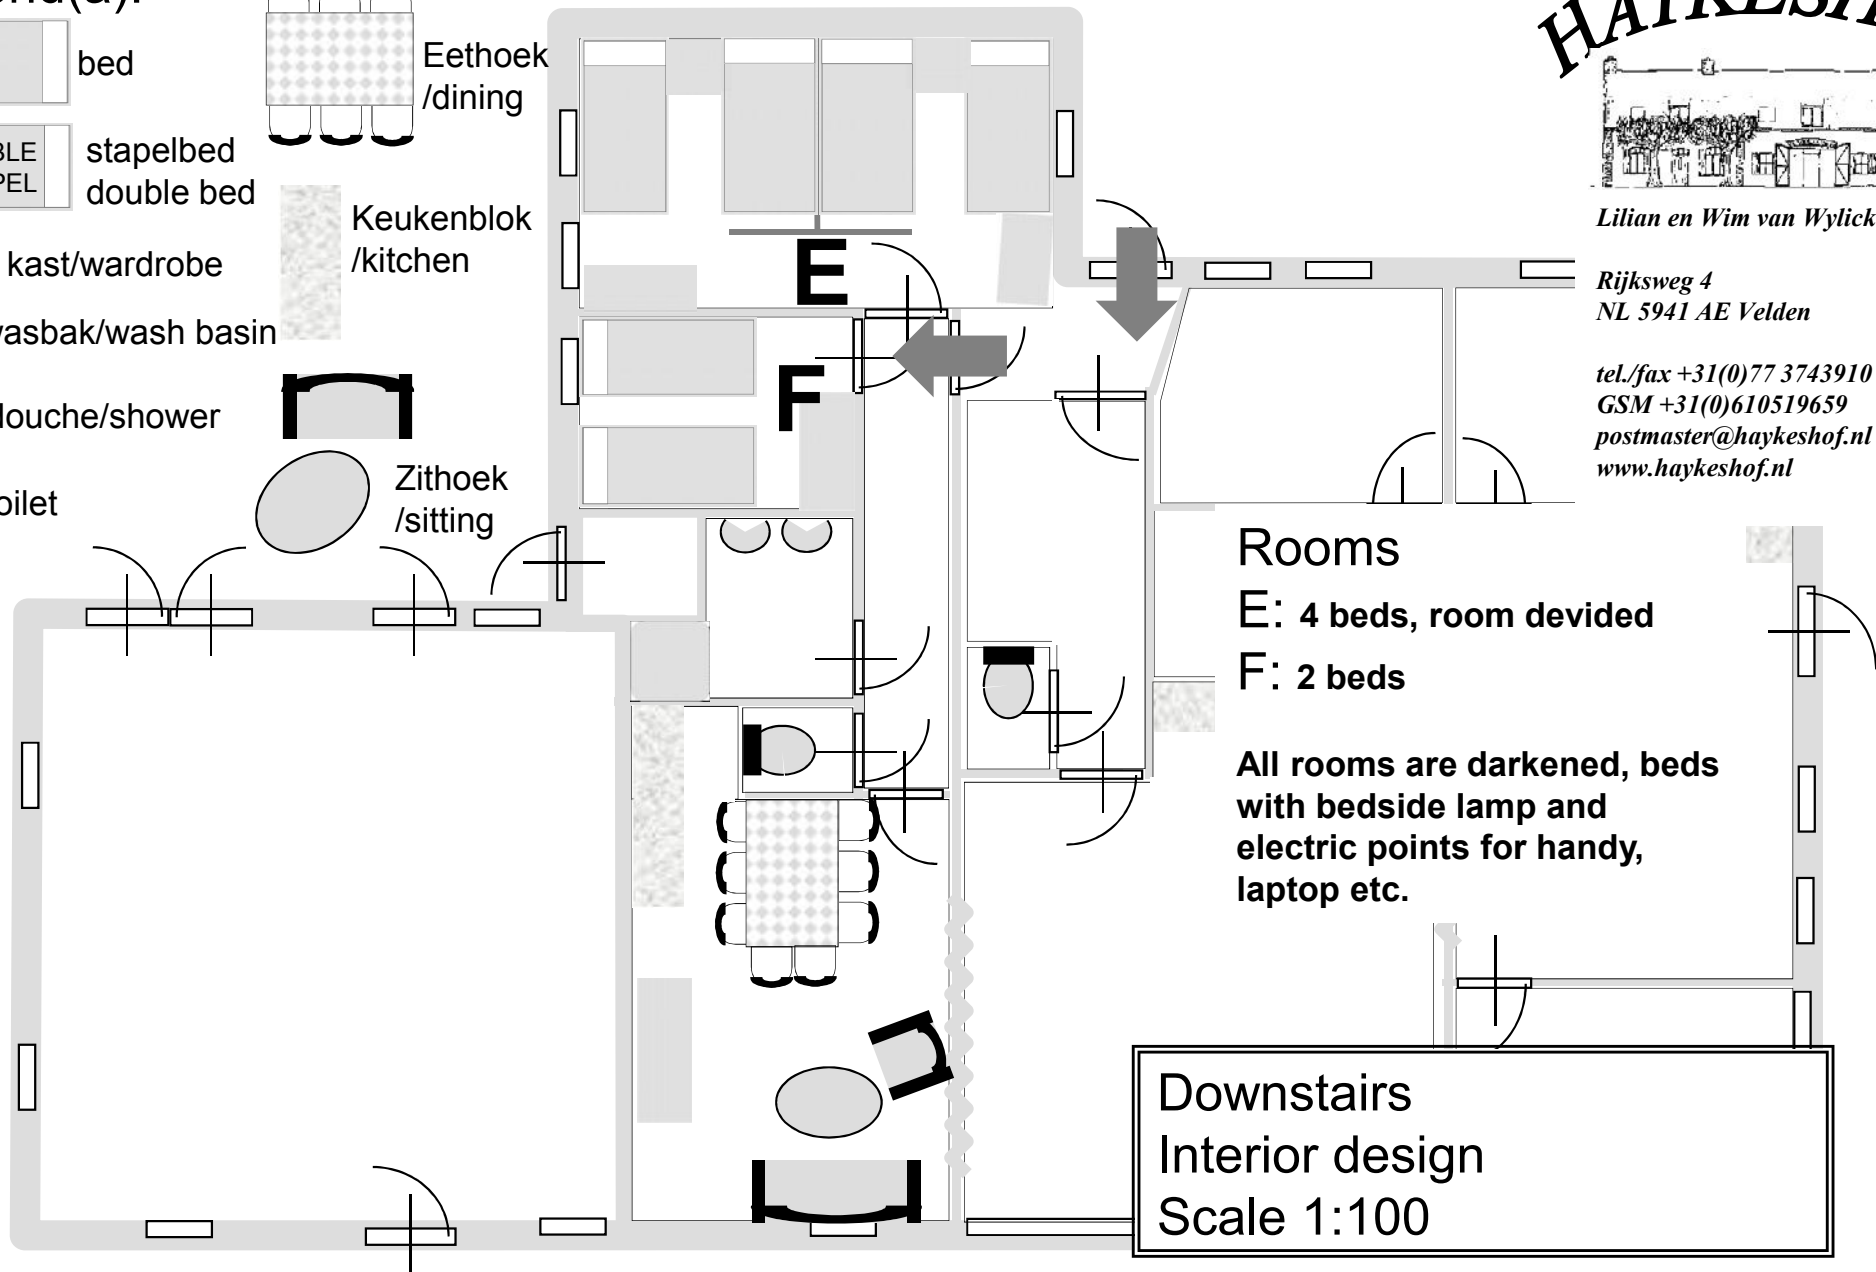 bed
stapelbed
double bed
kast/wardrobe
wasbak/wash basin
douche/shower
Eethoek
/dining
Keukenblok
/kitchen
Zithoek
/sitting
E
F
Lilian en Wim van Wylick
Rijksweg 4
NL 5941 AE Velden
tel./fax +31(0)77 3743910
GSM +31(0)610519659
postmaster@haykeshof.nl
www.haykeshof.nl
Rooms
E: 4 beds, room devided
F: 2 beds
All rooms are darkened, beds
with bedside lamp and
electric points for handy,
laptop etc.
Downstairs
Interior design
Scale 1:100